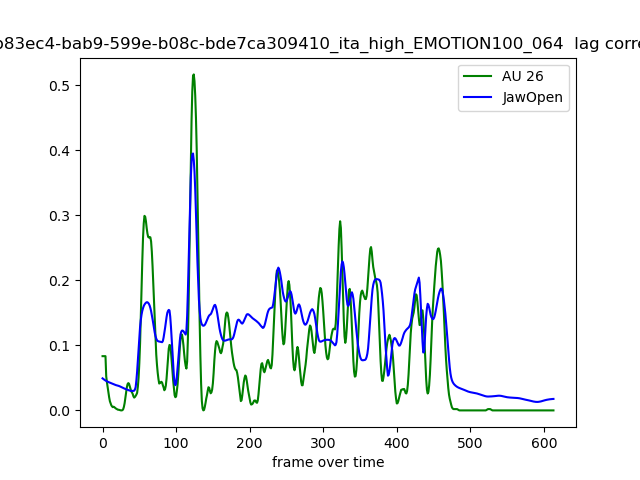 b83ec4-bab9-599e-b08c-bde7ca309410_ita_high_EMOTION100_064 lag corre
AU 26
JawOpen
0.5
0.4
0.3
0.2
0.1
0.0
0 100 200 300 400 500 600
frame over time